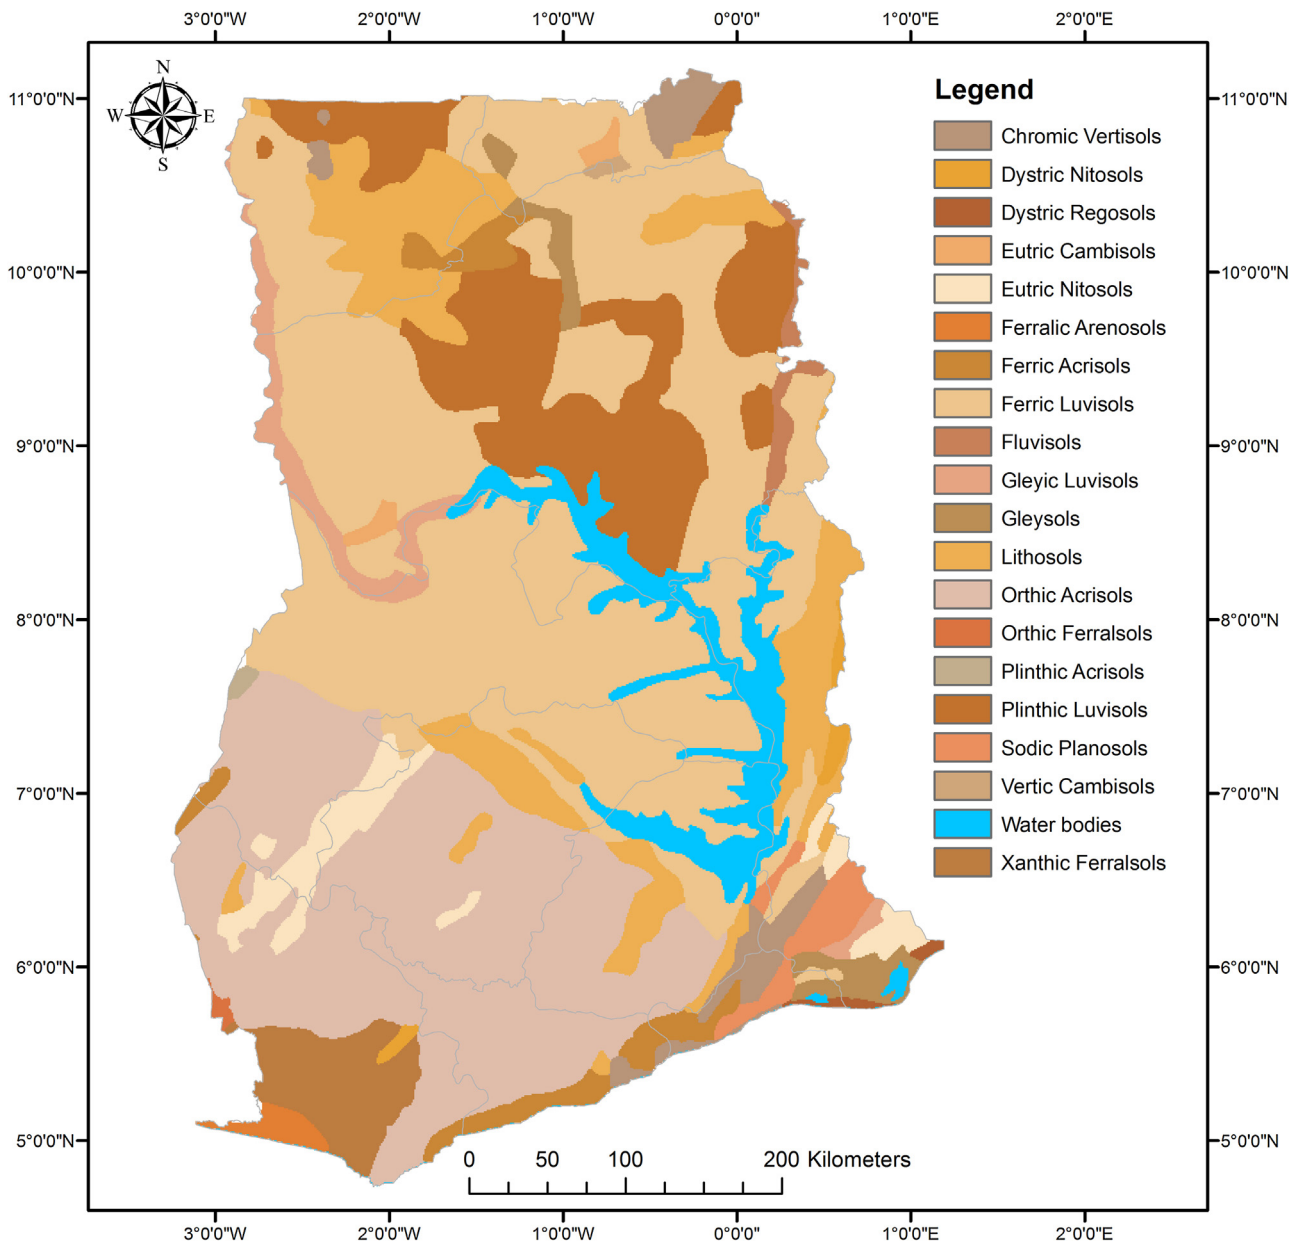 3°0'0"W 2°0'0"W 1°0'0"W 0°0'0" 1°0'0"E 2°0'0"E
N
W E
S
11°0'0"N 11°0'0"N
10°0'0"N 10°0'0"N
9°0'0"N 9°0'0"N
8°0'0"N 8°0'0"N
7°0'0"N 7°0'0"N
6°0'0"N 6°0'0"N
5°0'0"N 5°0'0"N
Legend
Chromic Vertisols
Dystric Nitosols
Dystric Regosols
Eutric Cambisols
Eutric Nitosols
Ferralic Arenosols
Ferric Acrisols
Ferric Luvisols
Fluvisols
Gleyic Luvisols
Gleysols
Lithosols
Orthic Acrisols
Orthic Ferralsols
Plinthic Acrisols
Plinthic Luvisols
Sodic Planosols
Vertic Cambisols
Water bodies
Xanthic Ferralsols
0 50 100 200 Kilometers
3°0'0"W 2°0'0"W 1°0'0"W 0°0'0" 1°0'0"E 2°0'0"E